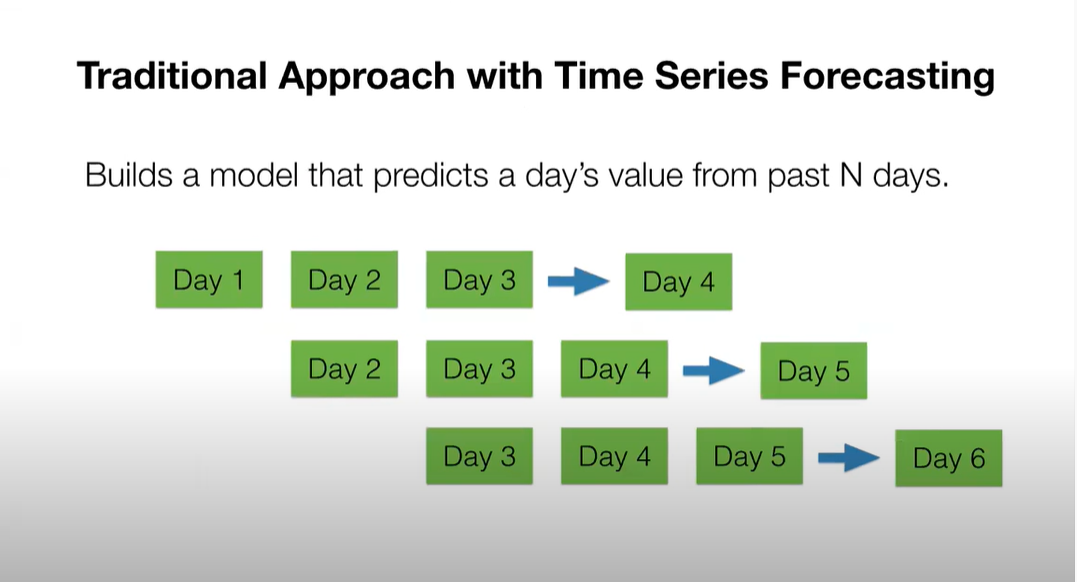 Traditional Approach with Time Series Forecasting
Builds a model that predicts a day's value from past N days.
Day 1 Day 2 Day 3 Day 4
Day 2 Day 3 Day 4 Day 5
Day 3 Day 4 Day 5 Day 6